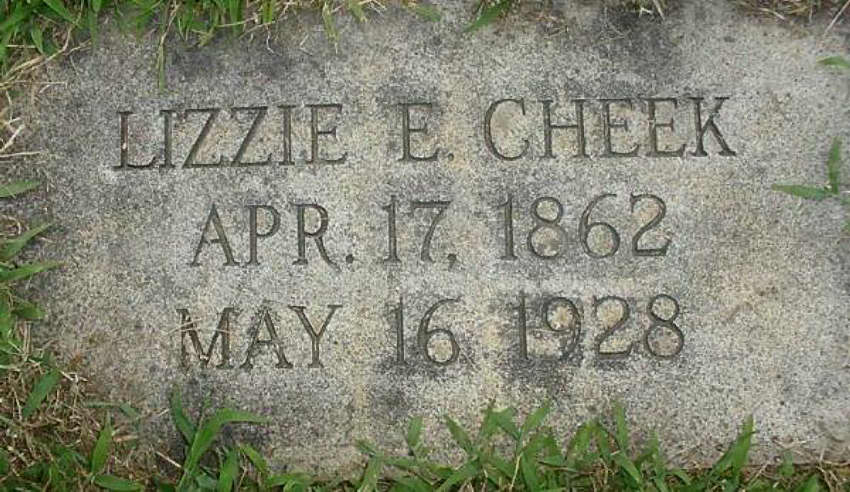 LIZZIE E. CHEEK
APR. 17, 1862
MAY 16 1928